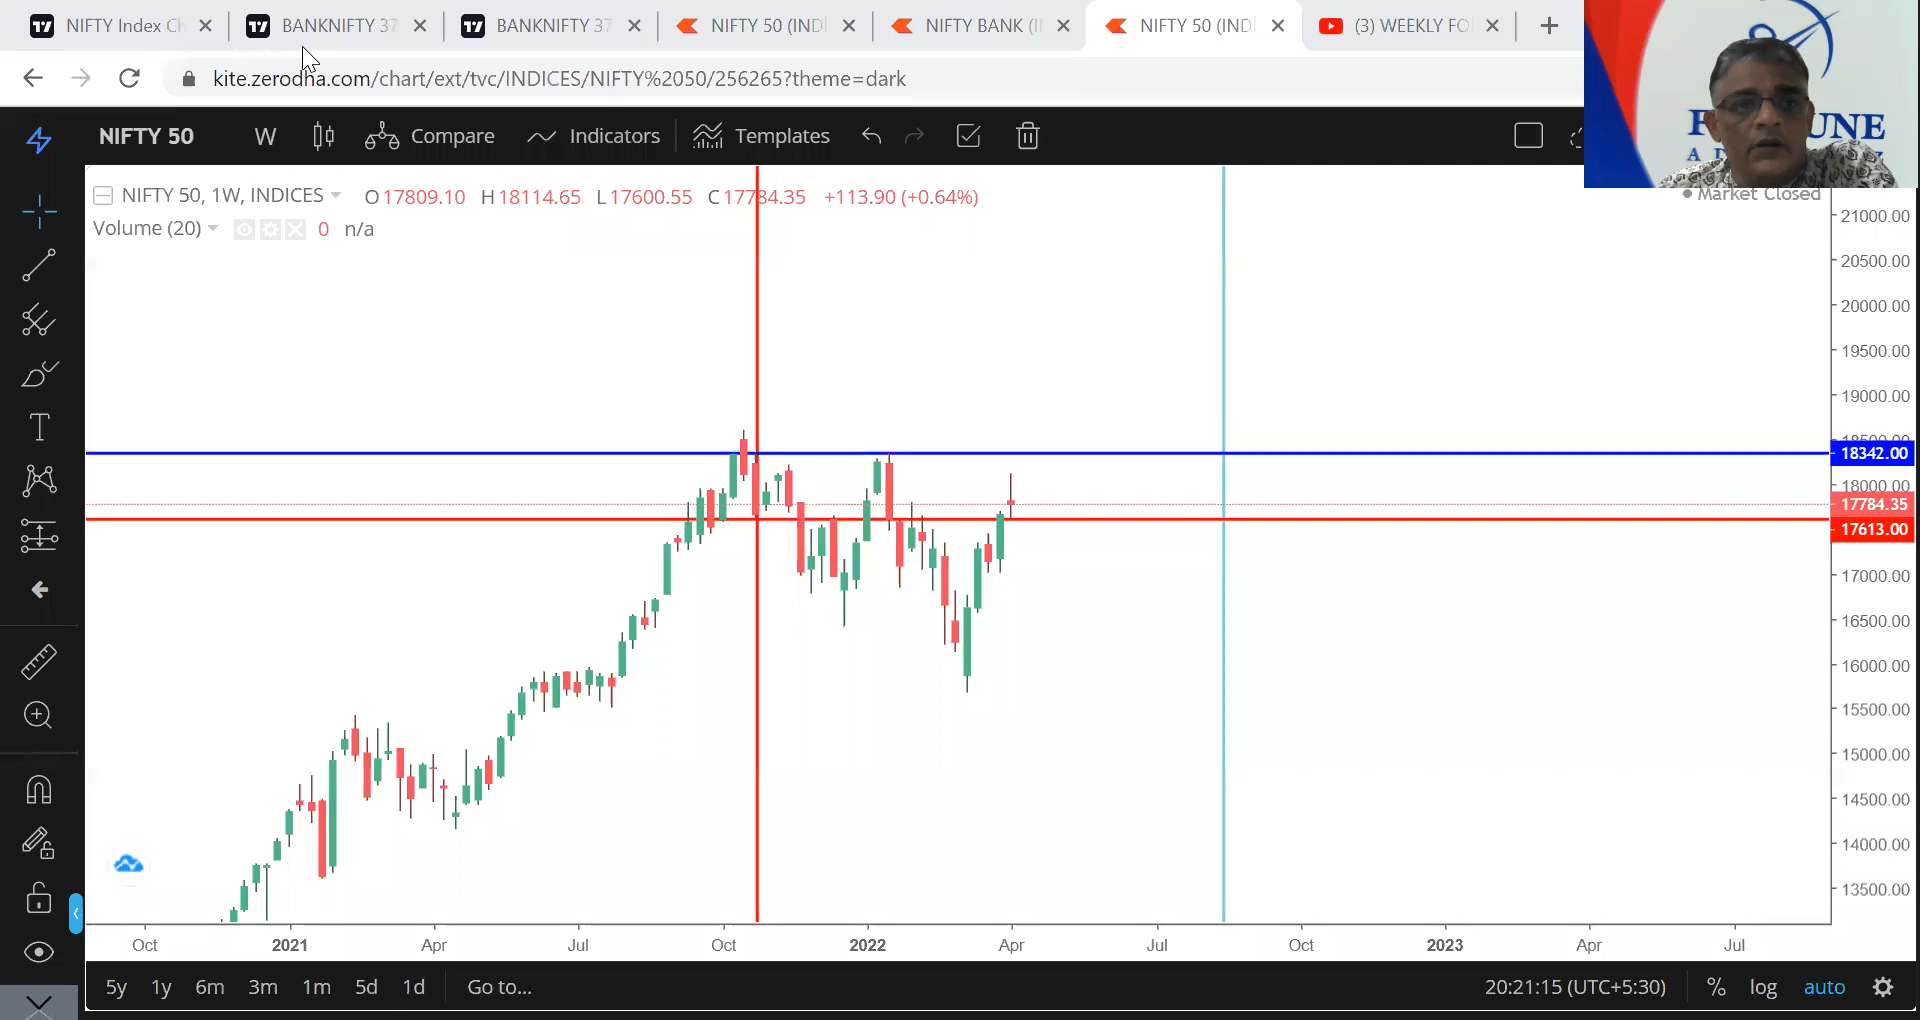 NIFTY Index Ch
BANKNIFTY 37
BANKNIFTY 37
NIFTY 50 (INDI
NIFTY BANK (I
NIFTY 50 (INDI
(3) WEEKLY FO
kite.zerodha.com/chart/ext/tvc/INDICES/NIFTY%2050/256265?theme=dark
NIFTY 50 W Compare Indicators Templates
UNE
NIFTY 50, 1W, INDICES O17809.10 H18114.65 L17600.55 C17784.35 +113.90 (+0.64%)
Market Closed
Volume (20) 0 n/a
21000.00
20500.00
20000.00
19500.00
19000.00
18500.00
18342.00
18000.00
17784.35
17613.00
17000.00
16500.00
16000.00
15500.00
15000.00
14500.00
14000.00
13500.00
Oct 2021 Apr Jul Oct 2022 Apr Jul Oct 2023 Apr Jul
5y 1y 6m 3m 1m 5d 1d Go to... 20:21:15 (UTC+5:30) % log auto